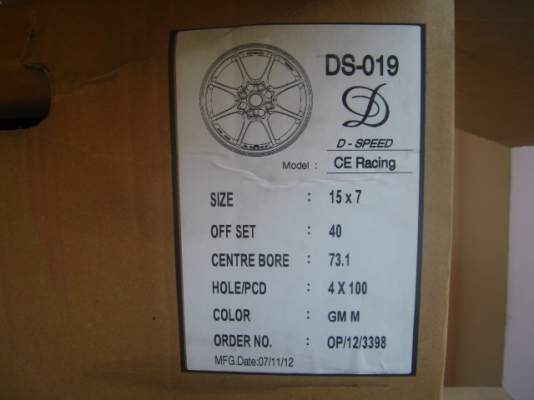 DS-019
D - SPEED
Model : CE Racing
SIZE : 15 x 7
OFF SET : 40
CENTRE BORE : 73.1
HOLE/PCD : 4 X 100
COLOR : GM M
ORDER NO. : OP/12/3398
MFG.Date:07/11/12